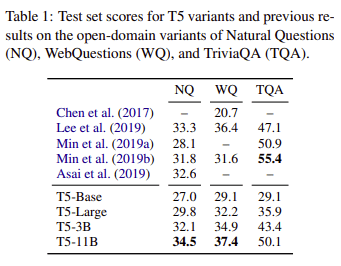 Table 1: Test set scores for T5 variants and previous re-
sults on the open-domain variants of Natural Questions
(NQ), WebQuestions (WQ), and TriviaQA (TQA).
NQ WQ TQA
Chen et al. (2017) – 20.7 –
Lee et al. (2019) 33.3 36.4 47.1
Min et al. (2019a) 28.1 – 50.9
Min et al. (2019b) 31.8 31.6 55.4
Asai et al. (2019) 32.6 – –
T5-Base 27.0 29.1 29.1
T5-Large 29.8 32.2 35.9
T5-3B 32.1 34.9 43.4
T5-11B 34.5 37.4 50.1